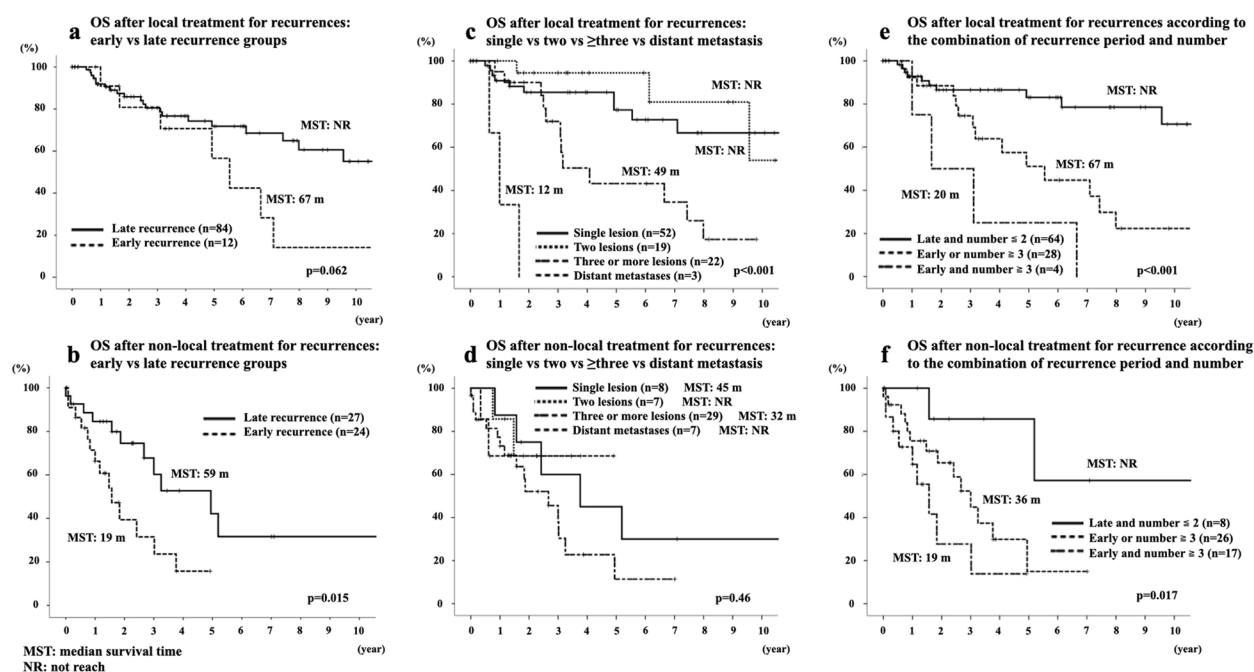 a OS after local treatment for recurrences:
early vs late recurrence groups
(%)
100
80
60
40
20
0
MST: NR
MST: 67 m
Late recurrence (n=84)
Early recurrence (n=12)
p=0.062
0 1 2 3 4 5 6 7 8 9 10
(year)
c OS after local treatment for recurrences:
single vs two vs ≥three vs distant metastasis
(%)
100
80
60
40
20
0
MST: NR
MST: NR
MST: 49 m
MST: 12 m
Single lesion (n=52)
Two lesions (n=19)
Three or more lesions (n=22)
Distant metastases (n=3)
p<0.001
0 1 2 3 4 5 6 7 8 9 10
(year)
e OS after local treatment for recurrences according to
the combination of recurrence period and number
(%)
100
80
60
40
20
0
MST: NR
MST: 67 m
MST: 20 m
Late and number ≦ 2 (n=64)
Early or number ≧ 3 (n=28)
Early and number ≧ 3 (n=4)
p<0.001
0 1 2 3 4 5 6 7 8 9 10
(year)
b OS after non-local treatment for recurrences:
early vs late recurrence groups
(%)
100
80
60
40
20
0
Late recurrence (n=27)
Early recurrence (n=24)
MST: 59 m
MST: 19 m
p=0.015
0 1 2 3 4 5 6 7 8 9 10
(year)
MST: median survival time
NR: not reach
d OS after non-local treatment for recurrences:
single vs two vs ≥three vs distant metastasis
(%)
100
80
60
40
20
0
Single lesion (n=8) MST: 45 m
Two lesions (n=7) MST: NR
Three or more lesions (n=29) MST: 32 m
Distant metastases (n=7) MST: NR
p=0.46
0 1 2 3 4 5 6 7 8 9 10
(year)
f OS after non-local treatment for recurrence according
to the combination of recurrence period and number
(%)
100
80
60
40
20
0
MST: NR
MST: 36 m
MST: 19 m
Late and number ≦ 2 (n=8)
Early or number ≧ 3 (n=26)
Early and number ≧ 3 (n=17)
p=0.017
0 1 2 3 4 5 6 7 8 9 10
(year)